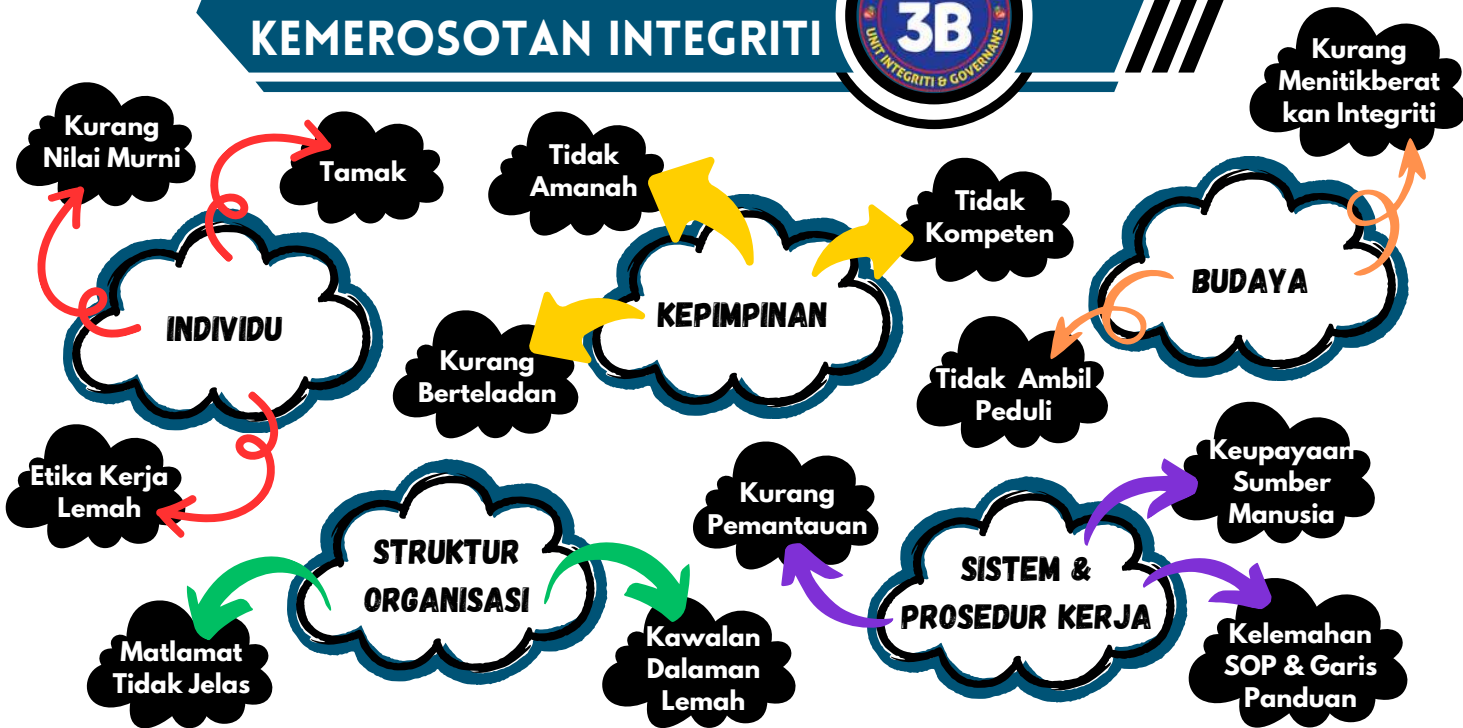 KEMEROSOTAN INTEGRITI
3B
UNIT INTEGRITI & GOVERNANS
Kurang
Nilai Murni
Tamak
INDIVIDU
Etika Kerja
Lemah
Tidak
Amanah
Tidak
Kompeten
KEPIMPINAN
Kurang
Berteladan
Kurang
Menitikberat
kan Integriti
BUDAYA
Tidak Ambil
Peduli
STRUKTUR
ORGANISASI
Matlamat
Tidak Jelas
Kawalan
Dalaman
Lemah
Kurang
Pemantauan
SISTEM &
PROSEDUR KERJA
Keupayaan
Sumber
Manusia
Kelemahan
SOP & Garis
Panduan